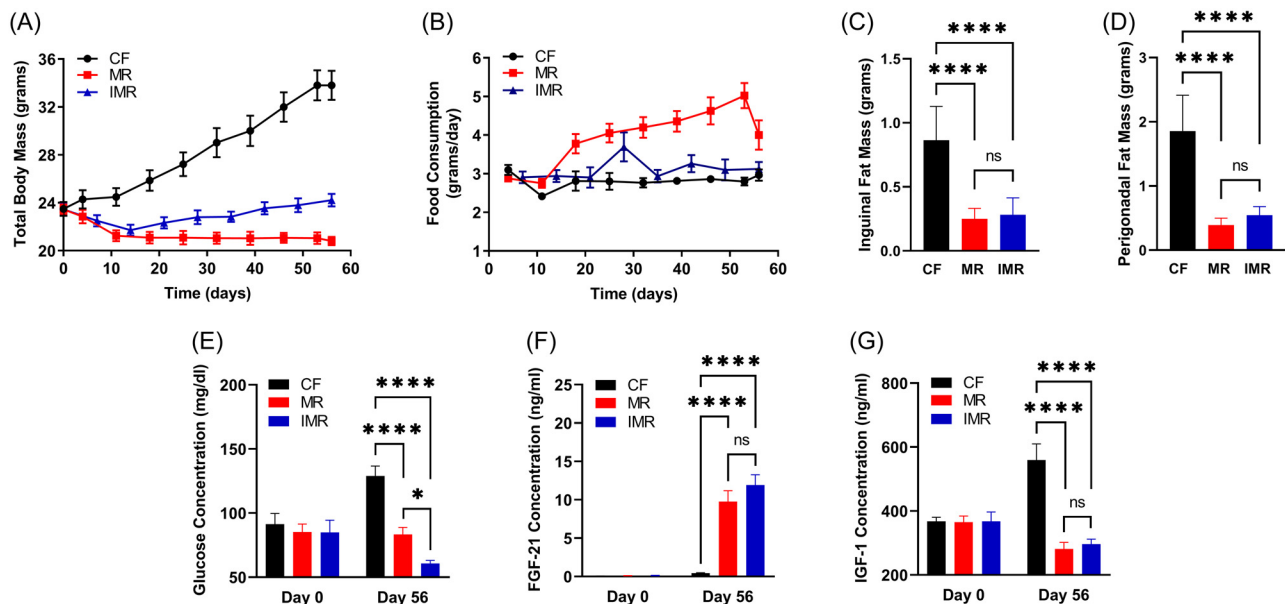 (A)
Total Body Mass (grams)
36
32
28
24
20
CF
MR
IMR
0
10
20
30
40
50
60
Time (days)
(B)
Food Consumption
(grams/day)
6
5
4
3
2
1
CF
MR
IMR
0
10
20
30
40
50
60
Time (days)
(C)
Inguinal Fat Mass (grams)
1.5
1.0
0.5
0.0
****
****
ns
CF
MR
IMR
(D)
Perigonadal Fat Mass (grams)
3
2
1
0
****
****
ns
CF
MR
IMR
(E)
Glucose Concentration (mg/dl)
200
150
100
50
CF
MR
IMR
****
****
*
Day 0
Day 56
(F)
FGF-21 Concentration (ng/ml)
25
20
15
10
5
0
CF
MR
IMR
****
****
ns
Day 0
Day 56
(G)
IGF-1 Concentration (ng/ml)
800
600
400
200
CF
MR
IMR
****
****
ns
Day 0
Day 56